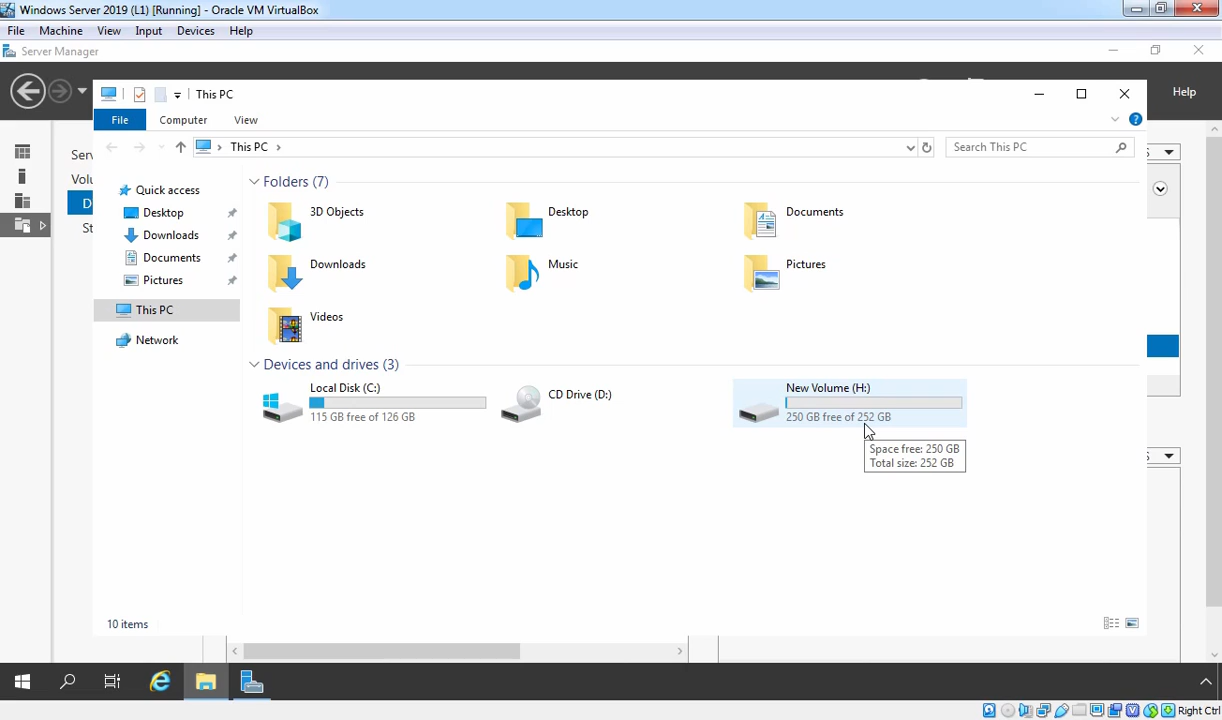 Windows Server 2019 (L1) [Running] - Oracle VM VirtualBox
File Machine View Input Devices Help
Server Manager
This PC
Help
File Computer View
This PC
Search This PC
Serv
Volu
D
St
Quick access
Desktop
Downloads
Documents
Pictures
This PC
Network
Folders (7)
3D Objects
Desktop
Documents
Downloads
Music
Pictures
Videos
Devices and drives (3)
Local Disk (C:)
115 GB free of 126 GB
CD Drive (D:)
New Volume (H:)
250 GB free of 252 GB
Space free: 250 GB
Total size: 252 GB
S
S
10 items
Right Ctrl